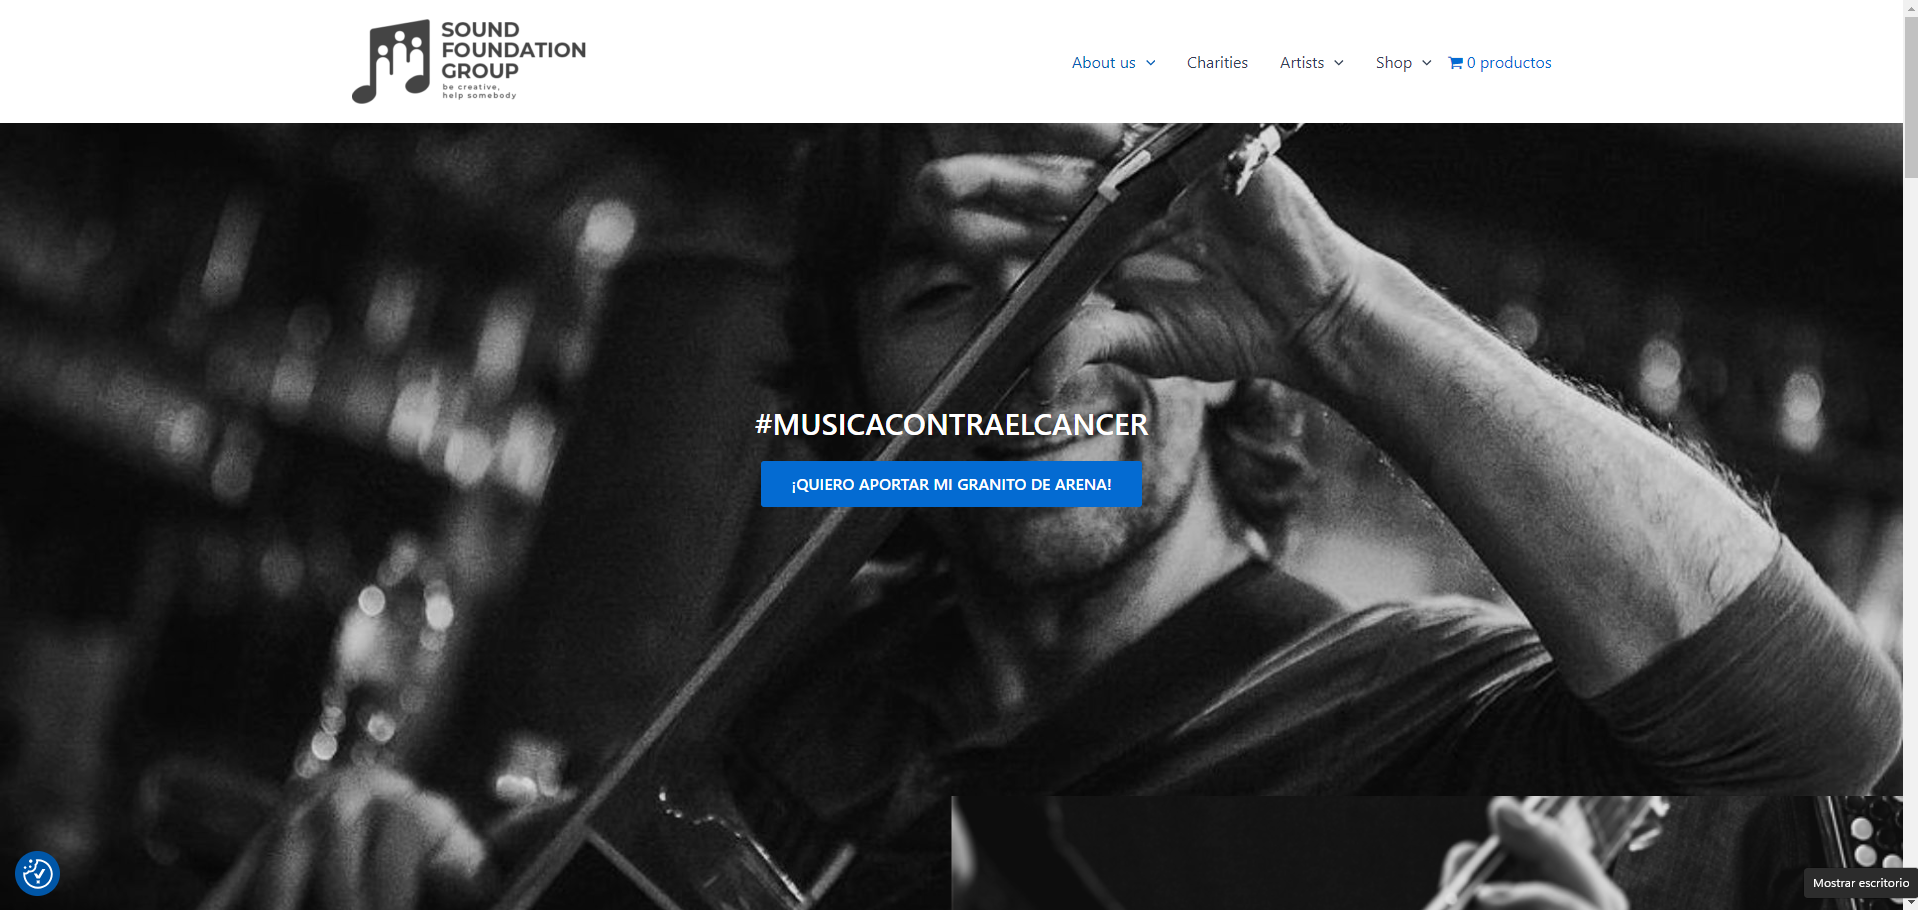 SOUND
FOUNDATION
GROUP
be creative,
help somebody
About us
Charities
Artists
Shop
0 productos
#MUSICACONTRAELCANCER
¡QUIERO APORTAR MI GRANITO DE ARENA!
Mostrar escritorio